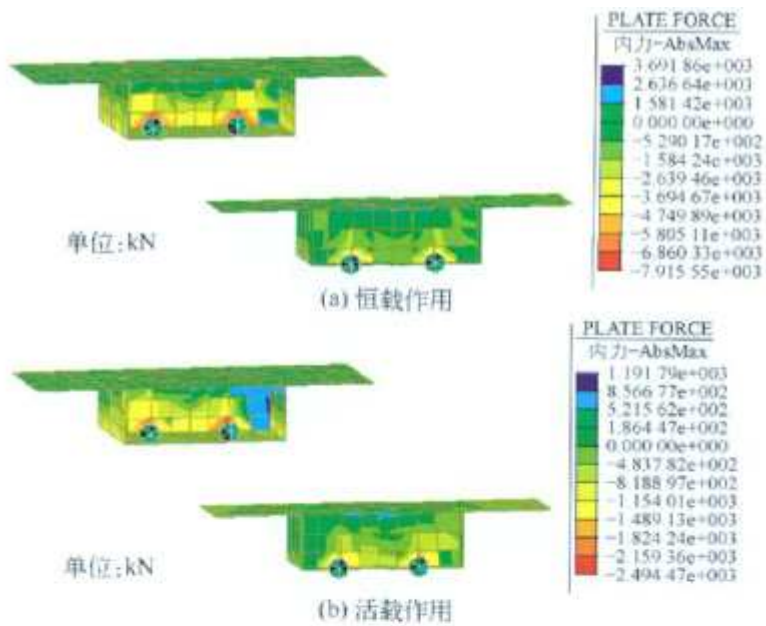 PLATE FORCE
内力-AbsMax
3.691 86e+003
2.636 64e+003
1.581 42e+003
0.000 00e+000
-5.290 17e+002
-1.584 24e+003
-2.639 46e+003
-3.694 67e+003
-4.749 89e+003
-5.805 11e+003
-6.860 33e+003
-7.915 55e+003
单位:kN
(a) 恒载作用
PLATE FORCE
内力-AbsMax
1.191 79e+003
8.566 77e+002
5.215 62e+002
1.864 47e+002
0.000 00e+000
-4.837 82e+002
-8.188 97e+002
-1.154 01e+003
-1.489 13e+003
-1.824 24e+003
-2.159 36e+003
-2.494 47e+003
单位:kN
(b) 活载作用